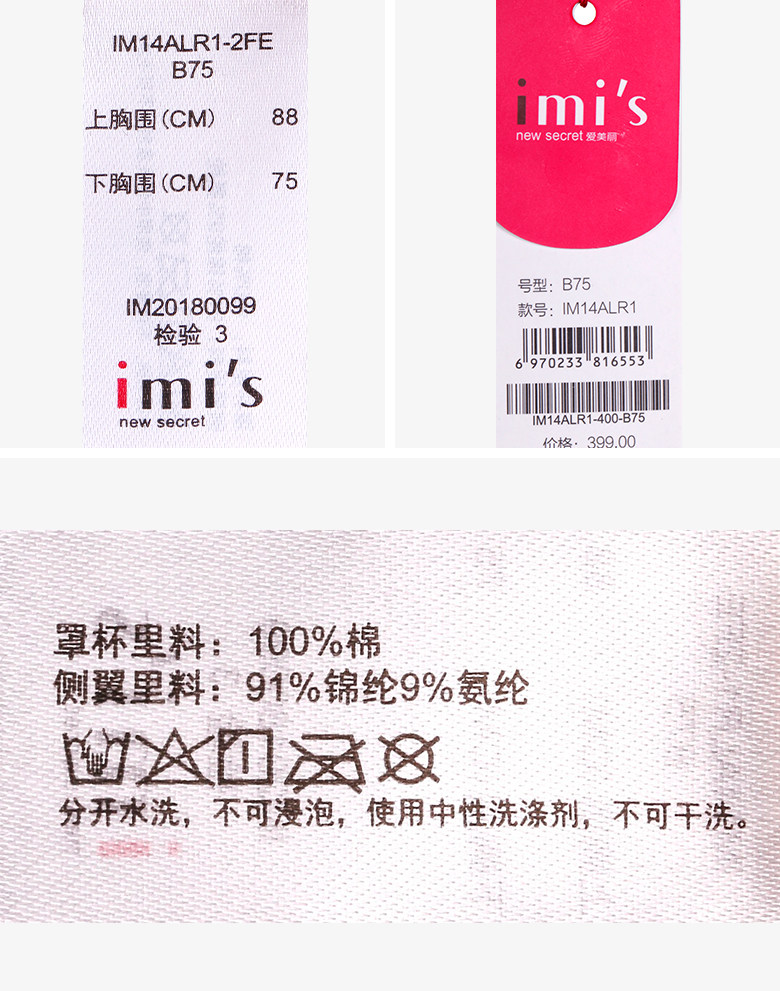 IM14ALR1-2FE
B75
上胸围(CM) 88
下胸围(CM) 75
IM20180099
检验 3
imi's
new secret
imi's
new secret 爱美丽
号型: B75
款号: IM14ALR1
6 970233 816553
IM14ALR1-400-B75
价格: 399.00
罩杯里料: 100%棉
侧翼里料: 91%锦纶9%氨纶
分开水洗, 不可浸泡, 使用中性洗涤剂, 不可干洗。